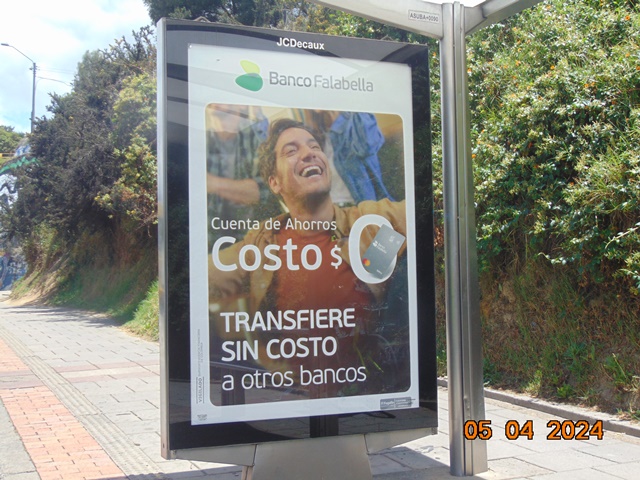 JCDecaux
Banco Falabella
Cuenta de Ahorros
Costo $0
TRANSFIERE
SIN COSTO
a otros bancos
05 04 2024